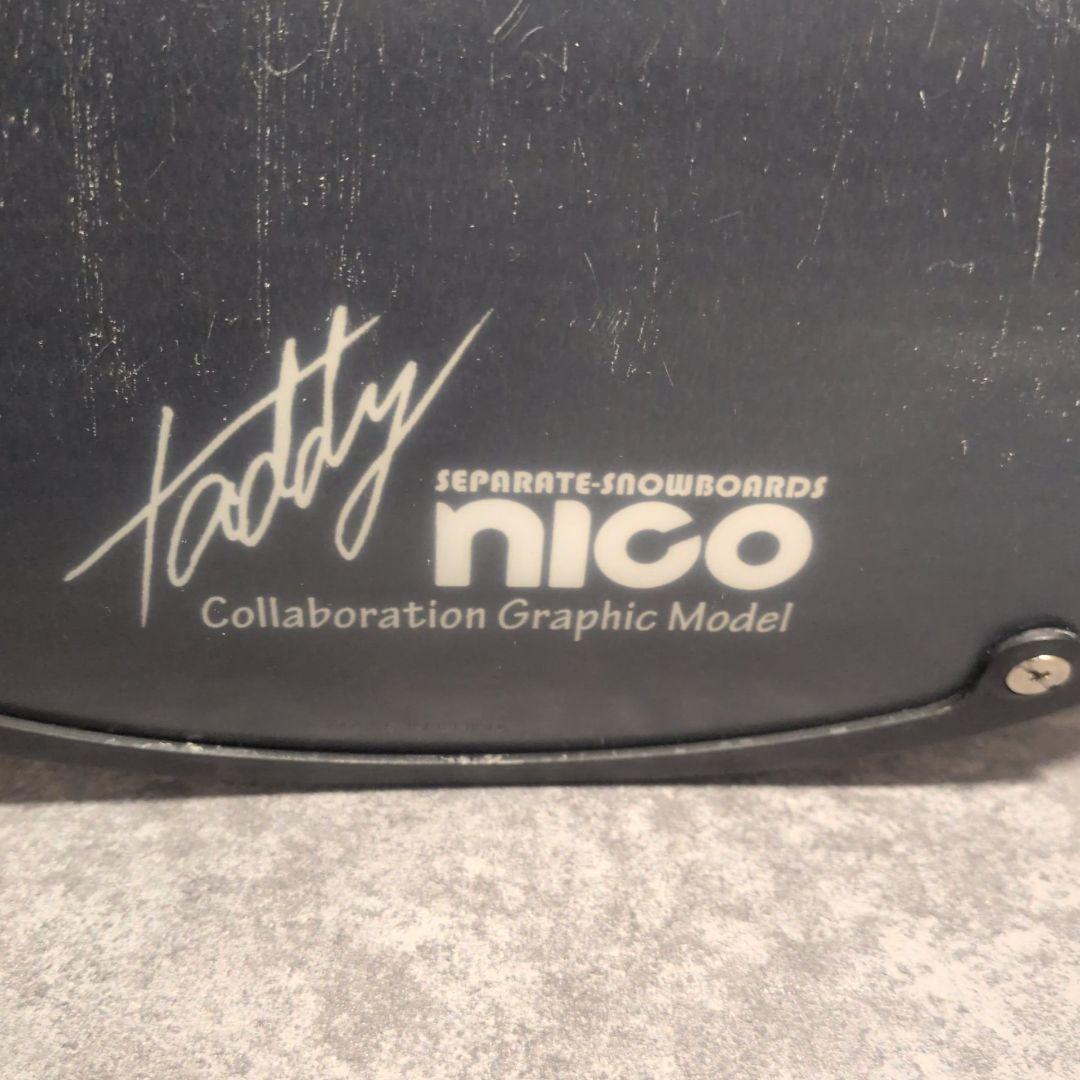 taddy
SEPARATE-SNOWBOARDS
nico
Collaboration Graphic Model